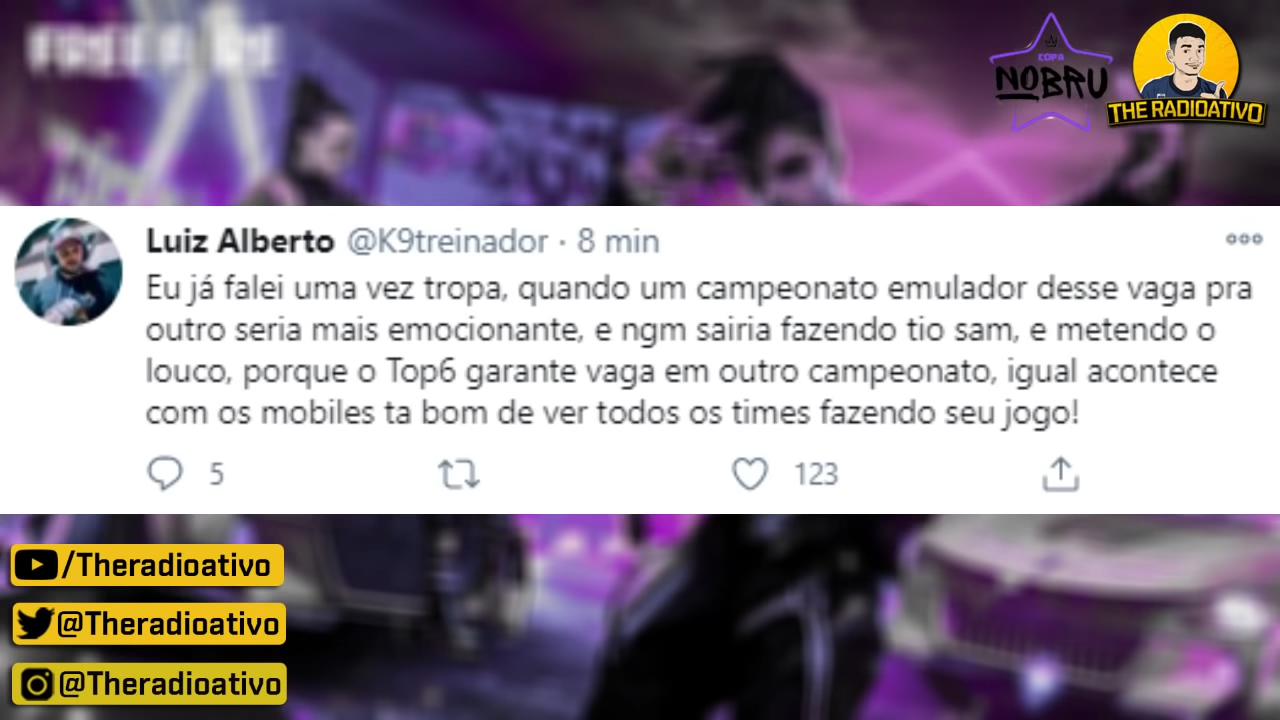 FREE FIRE
COPA
NOBRU
THE RADIOATIVO
Luiz Alberto @K9treinador · 8 min
Eu já falei uma vez tropa, quando um campeonato emulador desse vaga pra
outro seria mais emocionante, e ngm sairia fazendo tio sam, e metendo o
louco, porque o Top6 garante vaga em outro campeonato, igual acontece
com os mobiles ta bom de ver todos os times fazendo seu jogo!
5
123
/Theradioativo
@Theradioativo
@Theradioativo